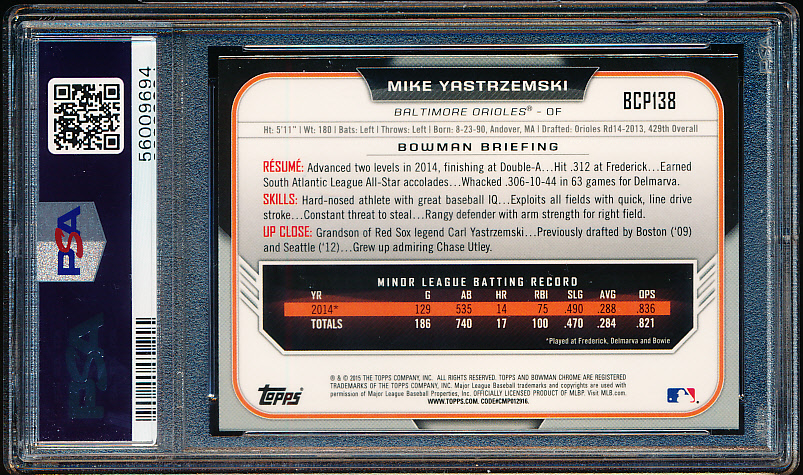 56009694
PSA
PSA
MIKE YASTRZEMSKI
BALTIMORE ORIOLES® - OF
BCP138
Ht: 5'11" | Wt: 180 | Bats: Left | Throws: Left | Born: 8-23-90, Andover, MA | Drafted: Orioles Rd14-2013, 429th Overall
BOWMAN BRIEFING
RÉSUMÉ: Advanced two levels in 2014, finishing at Double-A...Hit .312 at Frederick...Earned
South Atlantic League All-Star accolades...Whacked .306-10-44 in 63 games for Delmarva.
SKILLS: Hard-nosed athlete with great baseball IQ...Exploits all fields with quick, line drive
stroke...Constant threat to steal...Rangy defender with arm strength for right field.
UP CLOSE: Grandson of Red Sox legend Carl Yastrzemski...Previously drafted by Boston ('09)
and Seattle ('12)...Grew up admiring Chase Utley.
MINOR LEAGUE BATTING RECORD
YR G AB HR RBI SLG AVG OPS
2014* 129 535 14 75 .490 .288 .836
TOTALS 186 740 17 100 .470 .284 .821
*Played at Frederick, Delmarva and Bowie
® & © 2015 THE TOPPS COMPANY, INC. ALL RIGHTS RESERVED. TOPPS AND BOWMAN CHROME ARE REGISTERED
TRADEMARKS OF THE TOPPS COMPANY, INC. Major League Baseball trademarks and copyrights are used with
permission of Major League Baseball Properties, Inc. OFFICIALLY LICENSED PRODUCT OF MLBP. Visit MLB.com.
WWW.TOPPS.COM. CODE#CMP012916.
Topps